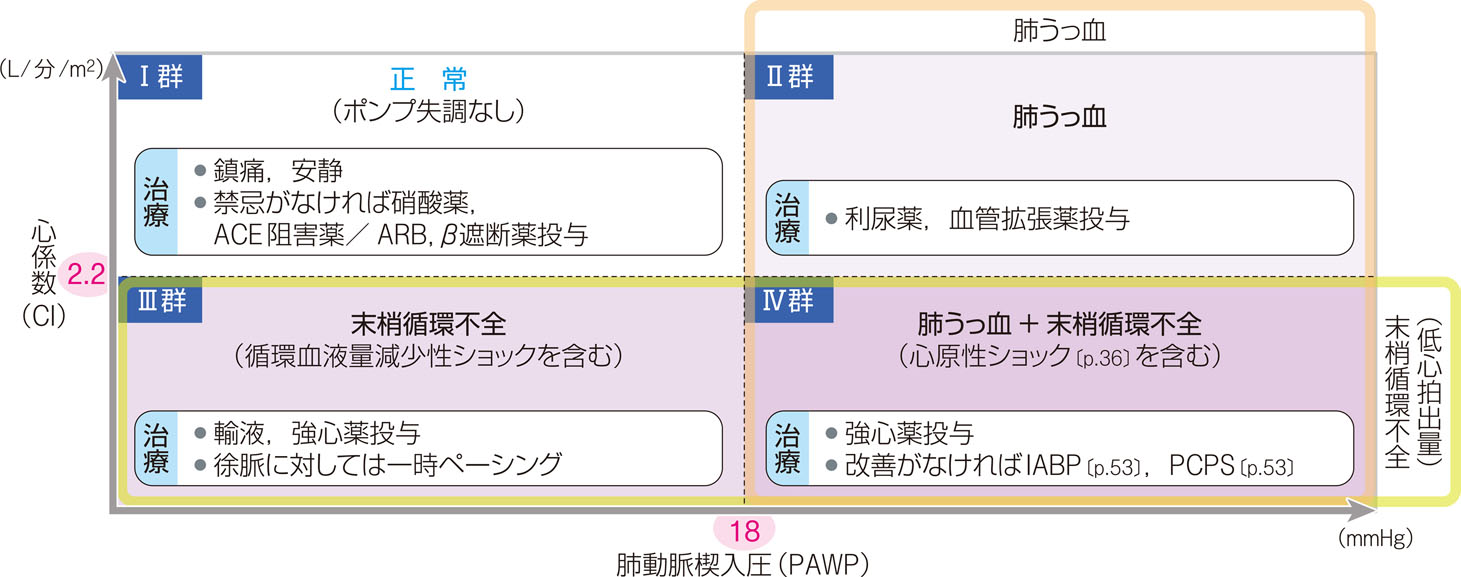 肺うっ血
(L/分/m2)
Ⅰ群
正 常
(ポンプ失調なし)
治療
●鎮痛,安静
●禁忌がなければ硝酸薬,
ACE阻害薬／ARB,β遮断薬投与
Ⅱ群
肺うっ血
治療
●利尿薬,血管拡張薬投与
心係数
(CI)
2.2
Ⅲ群
末梢循環不全
(循環血液量減少性ショックを含む)
治療
●輸液,強心薬投与
●徐脈に対しては一時ペーシング
Ⅳ群
肺うっ血+末梢循環不全
(心原性ショック〔p.36〕を含む)
治療
●強心薬投与
●改善がなければIABP〔p.53〕,PCPS〔p.53〕
(低心拍出量)
末梢循環不全
18
(mmHg)
肺動脈楔入圧(PAWP)